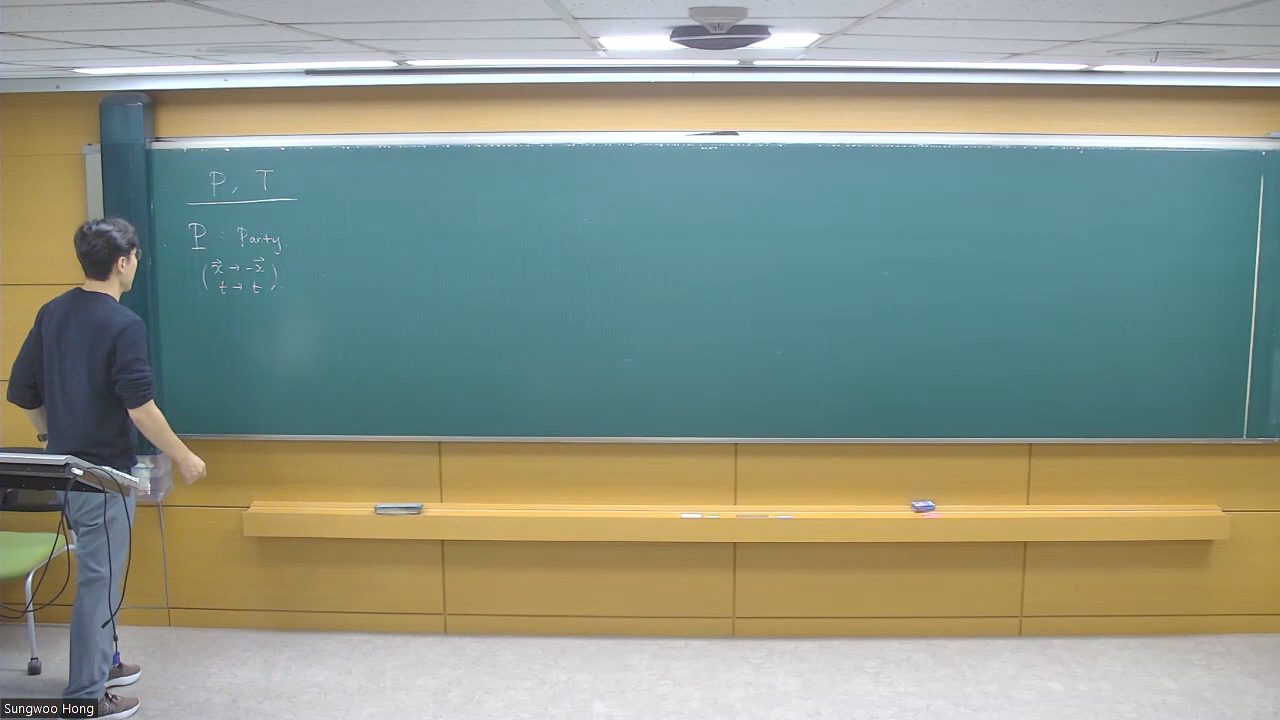 P, T
P : Parity
( x⃗ → -x⃗
t → t )
Sungwoo Hong